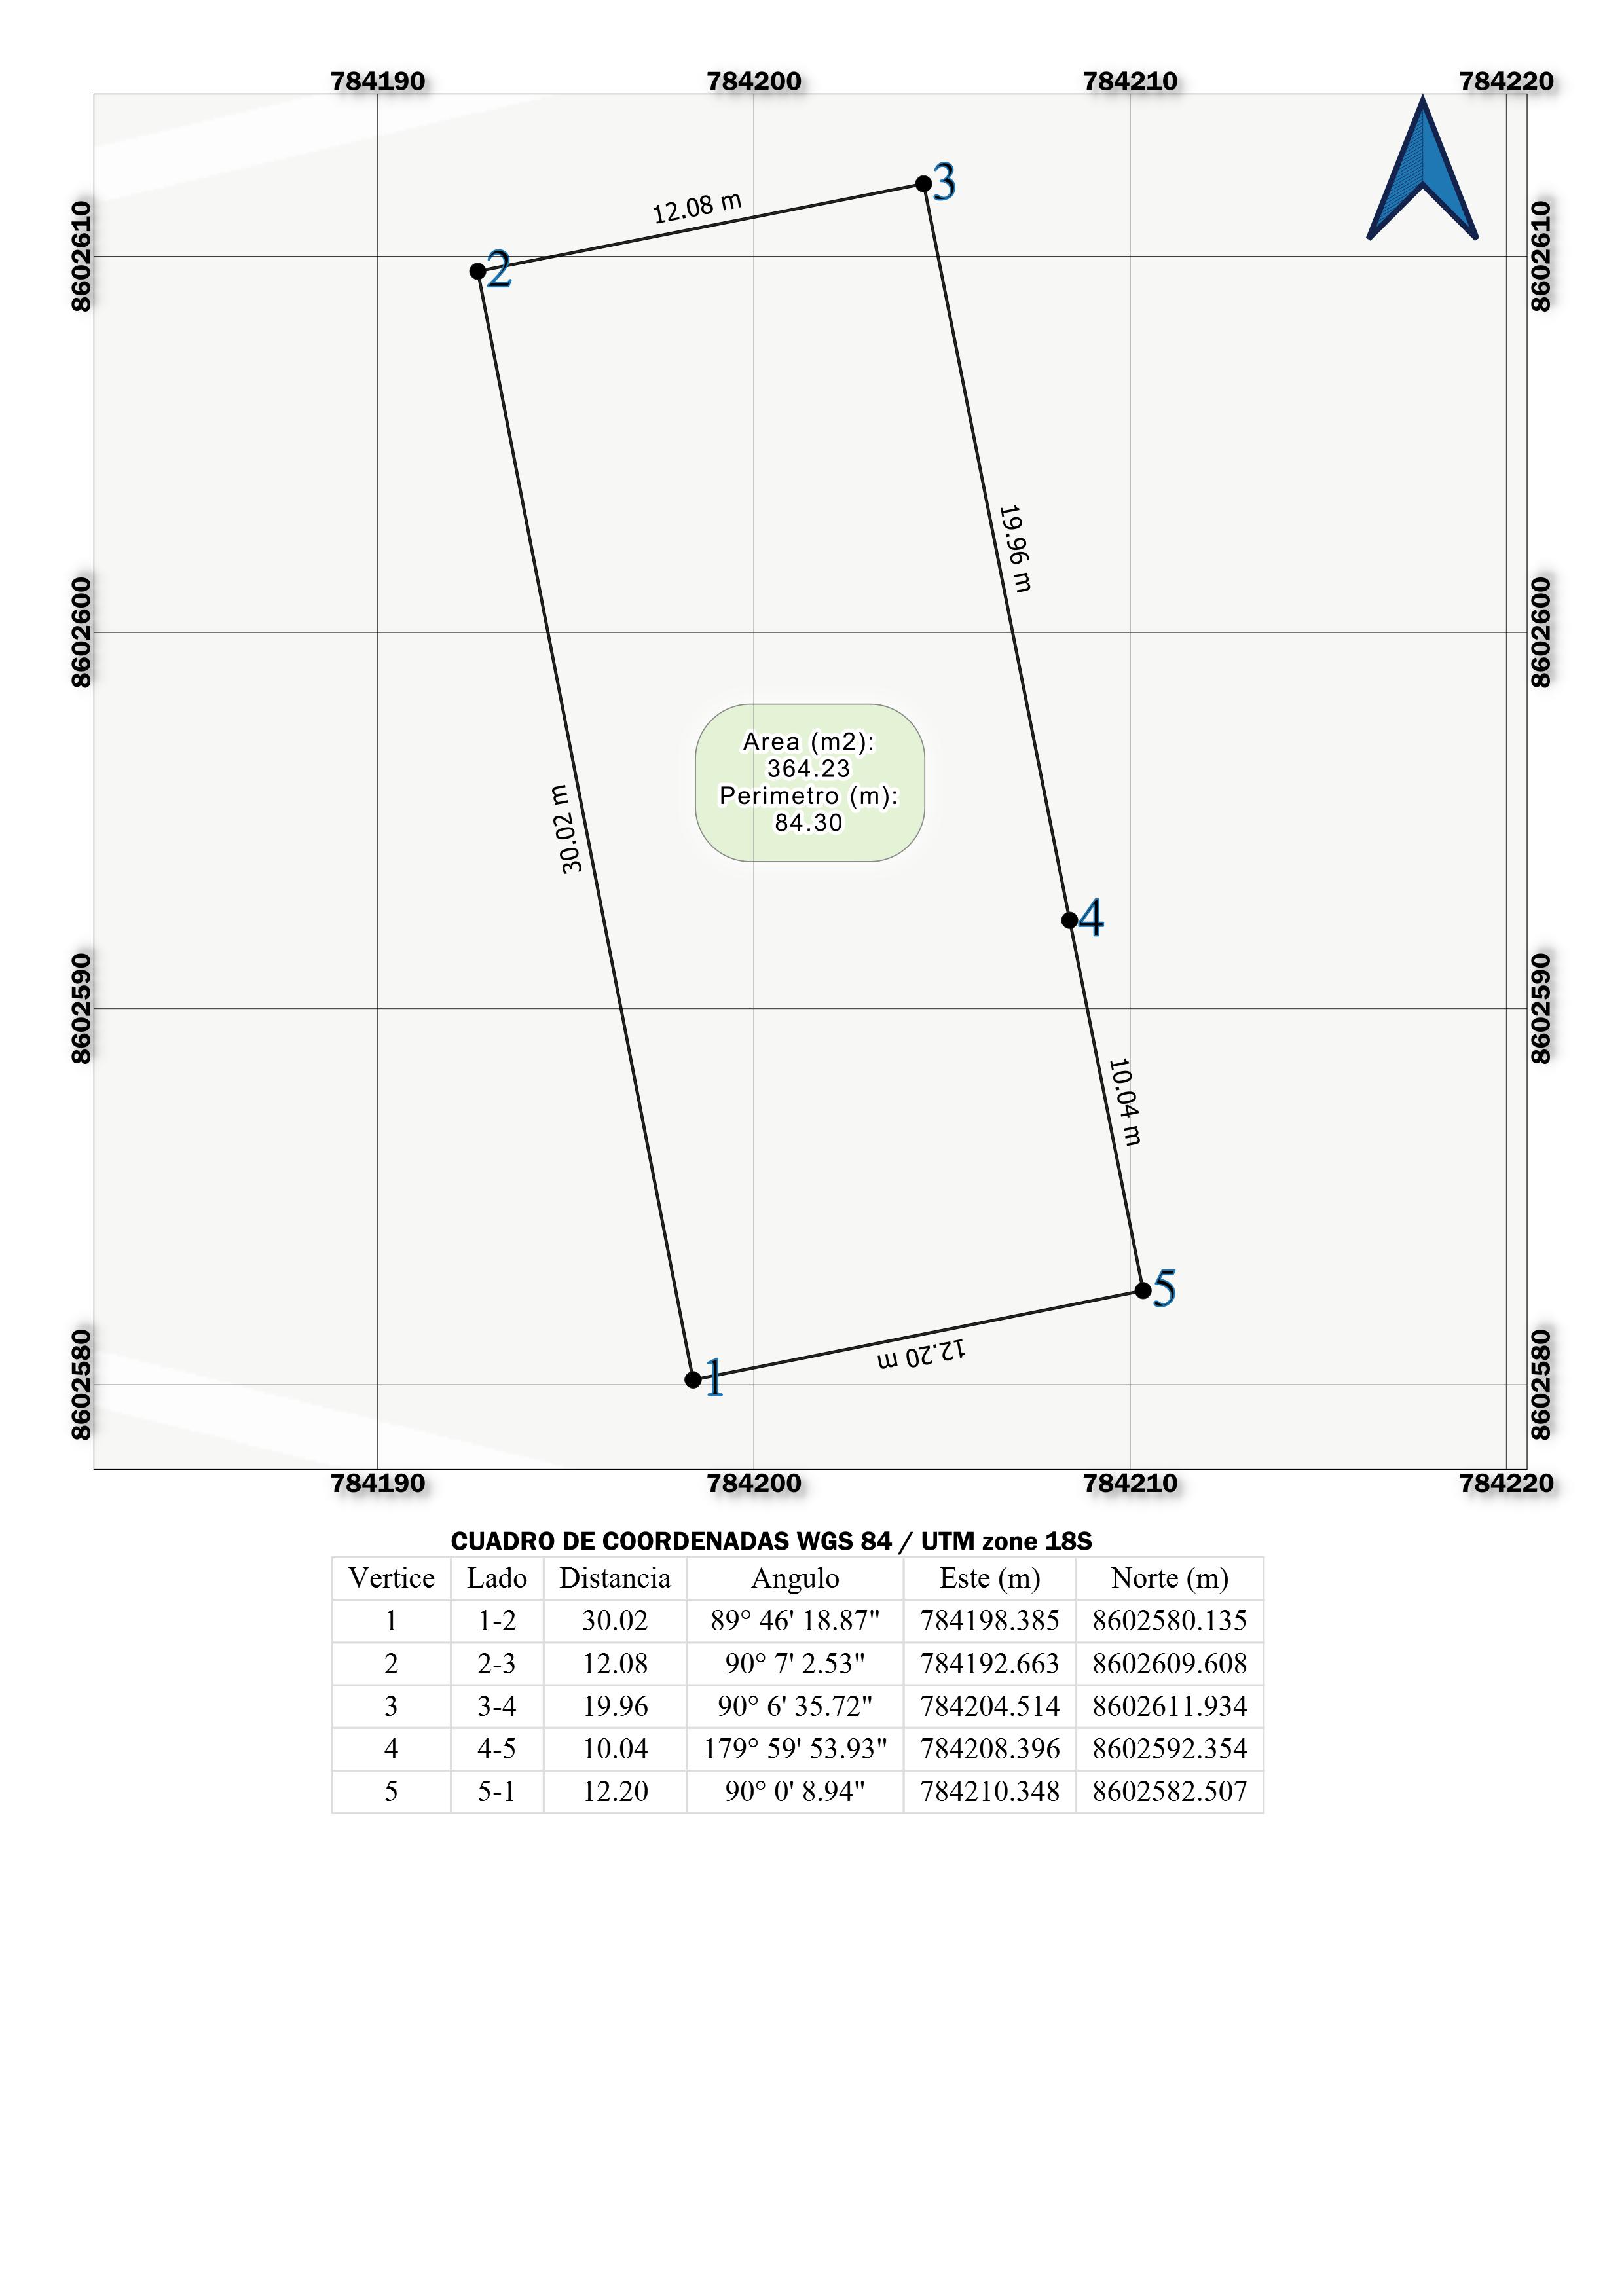 784190 784200 784210 784220
8602610 8602610
3
12.08 m
2
19.96 m
8602600 8602600
Area (m2):
364.23
Perimetro (m):
84.30
30.02 m
4
8602590 8602590
10.04 m
5
12.20 m
1
8602580 8602580
784190 784200 784210 784220
CUADRO DE COORDENADAS WGS 84 / UTM zone 18S
Vertice Lado Distancia Angulo Este (m) Norte (m)
1 1-2 30.02 89° 46' 18.87" 784198.385 8602580.135
2 2-3 12.08 90° 7' 2.53" 784192.663 8602609.608
3 3-4 19.96 90° 6' 35.72" 784204.514 8602611.934
4 4-5 10.04 179° 59' 53.93" 784208.396 8602592.354
5 5-1 12.20 90° 0' 8.94" 784210.348 8602582.507